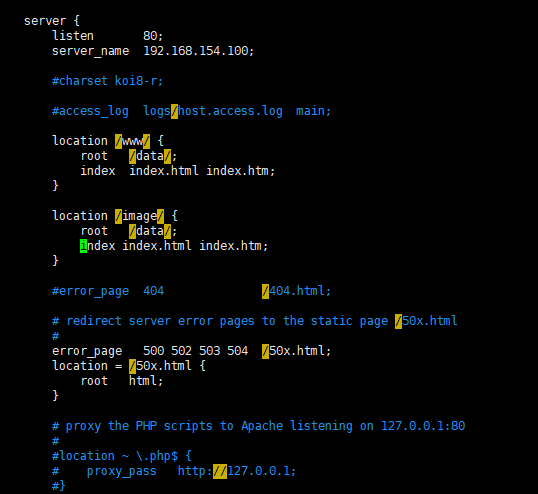 server {
listen       80;
server_name  192.168.154.100;
#charset koi8-r;
#access_log  logs/host.access.log  main;
location /www/ {
root   /data/;
index  index.html index.htm;
}
location /image/ {
root   /data/;
index index.html index.htm;
}
#error_page  404              /404.html;
# redirect server error pages to the static page /50x.html
#
error_page   500 502 503 504  /50x.html;
location = /50x.html {
root   html;
}
# proxy the PHP scripts to Apache listening on 127.0.0.1:80
#
#location ~ \.php$ {
#    proxy_pass   http://127.0.0.1;
#}